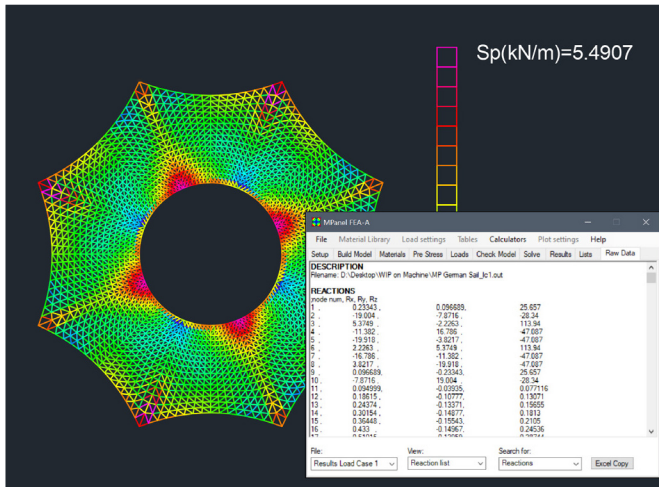 Sp(kN/m)=5.4907
MPanel FEA-A
File Material Library Load settings Tables Calculators Plot settings Help
Setup Build Model Materials Pre Stress Loads Check Model Solve Results Lists Raw Data
DESCRIPTION
Filename: D:\Desktop\WIP on Machine\MP German Sail_lc1.out
REACTIONS
;node num, Rx, Ry, Rz
1 , 0.23343 , 0.096689, 25.657
2 , -19.004 , -7.8716 , -28.34
3 , 5.3749 , -2.2263 , 113.94
4 , -11.382 , 16.786 , -47.087
5 , -19.918 , -3.8217 , -47.087
6 , 2.2263 , 5.3749 , 113.94
7 , -16.786 , -11.382 , -47.087
8 , 3.8217 , -19.918 , -47.087
9 , 0.096689, -0.23343, 25.657
10 , -7.8716 , 19.004 , -28.34
11 , 0.094999, -0.03935, 0.077116
12 , 0.18615 , -0.10777, 0.13071
13 , 0.24374 , -0.13371, 0.15655
14 , 0.30154 , -0.14877, 0.1813
15 , 0.36448 , -0.15543, 0.2105
16 , 0.433 , -0.14967, 0.24536
File: View: Search for:
Results Load Case 1 Reaction list Reactions Excel Copy